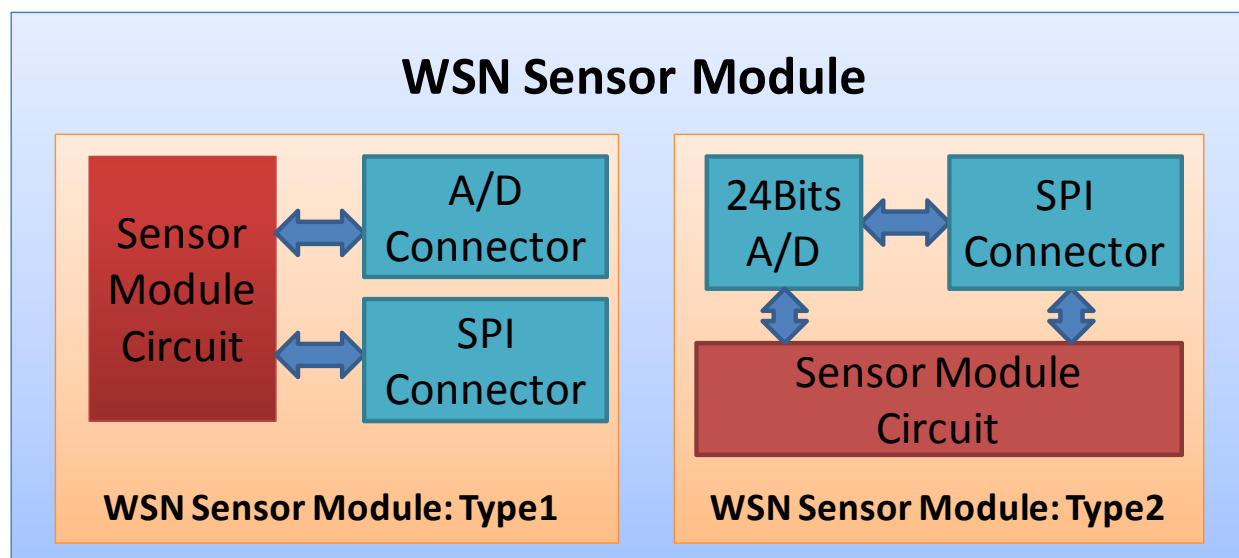 WSN Sensor Module
Sensor
Module
Circuit
A/D
Connector
SPI
Connector
WSN Sensor Module: Type1
24Bits
A/D
SPI
Connector
Sensor Module
Circuit
WSN Sensor Module: Type2